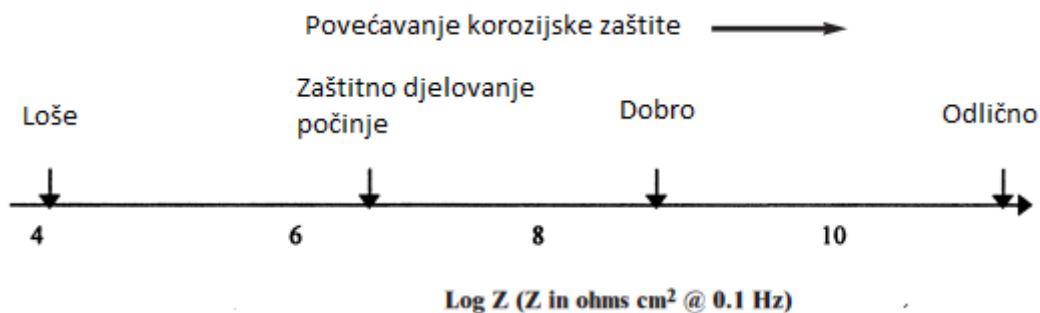 Povećavanje korozijske zaštite
Loše
Zaštitno djelovanje
počinje
Dobro
Odlično
4 6 8 10
Log Z (Z in ohms cm² @ 0.1 Hz)